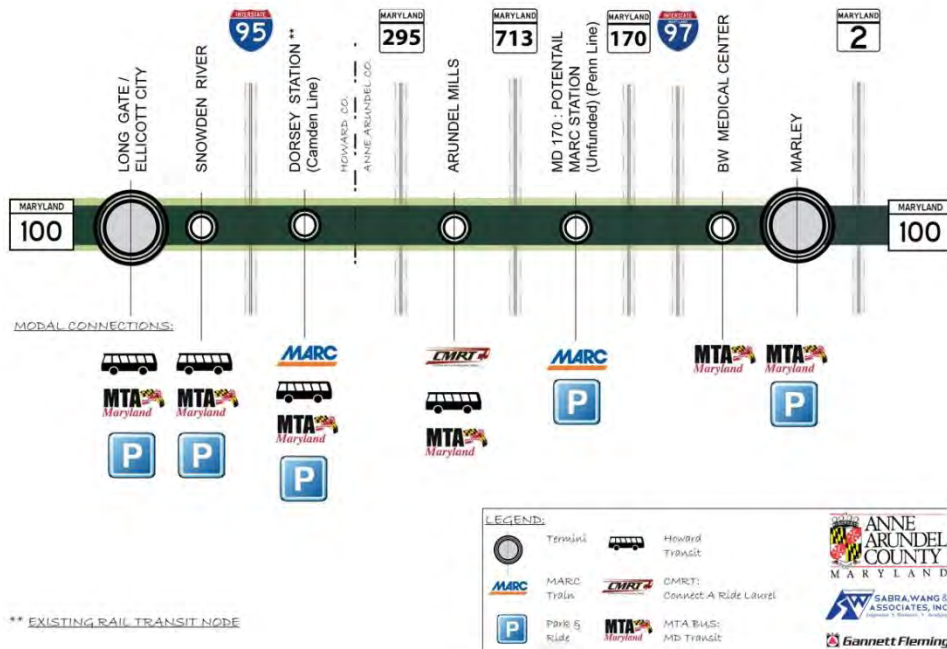 INTERSTATE
95
MARYLAND
295
MARYLAND
713
MARYLAND
170
INTERSTATE
97
MARYLAND
2
LONG GATE /
ELLICOTT CITY
SNOWDEN RIVER
DORSEY STATION **
(Camden Line)
HOWARD CO.
ANNE ARUNDEL CO.
ARUNDEL MILLS
MD 170 : POTENTAIL
MARC STATION
(Unfunded) (Penn Line)
BW MEDICAL CENTER
MARLEY
MARYLAND
100
MARYLAND
100
MODAL CONNECTIONS:
MTA
Maryland
P
MTA
Maryland
P
MARC
MTA
Maryland
P
CMRT
MTA
Maryland
MARC
P
MTA
Maryland
MTA
Maryland
P
LEGEND:
Termini
Howard
Transit
MARC
MARC
Train
CMRT
CMRT:
Connect A Ride Laurel
P
Park &
Ride
MTA
Maryland
MTA BUS:
MD Transit
ANNE
ARUNDEL
COUNTY
MARYLAND
SW
SABRA, WANG &
ASSOCIATES, INC
Gannett Fleming
** EXISTING RAIL TRANSIT NODE